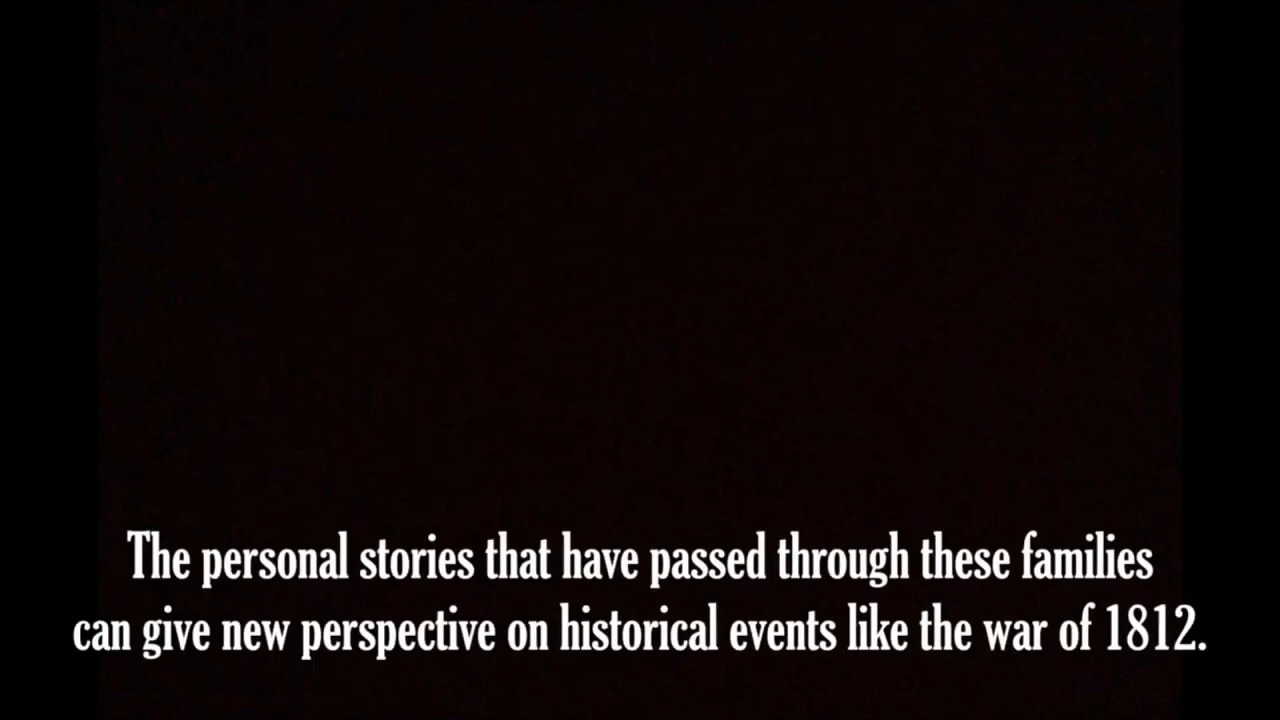 The personal stories that have passed through these families
can give new perspective on historical events like the war of 1812.